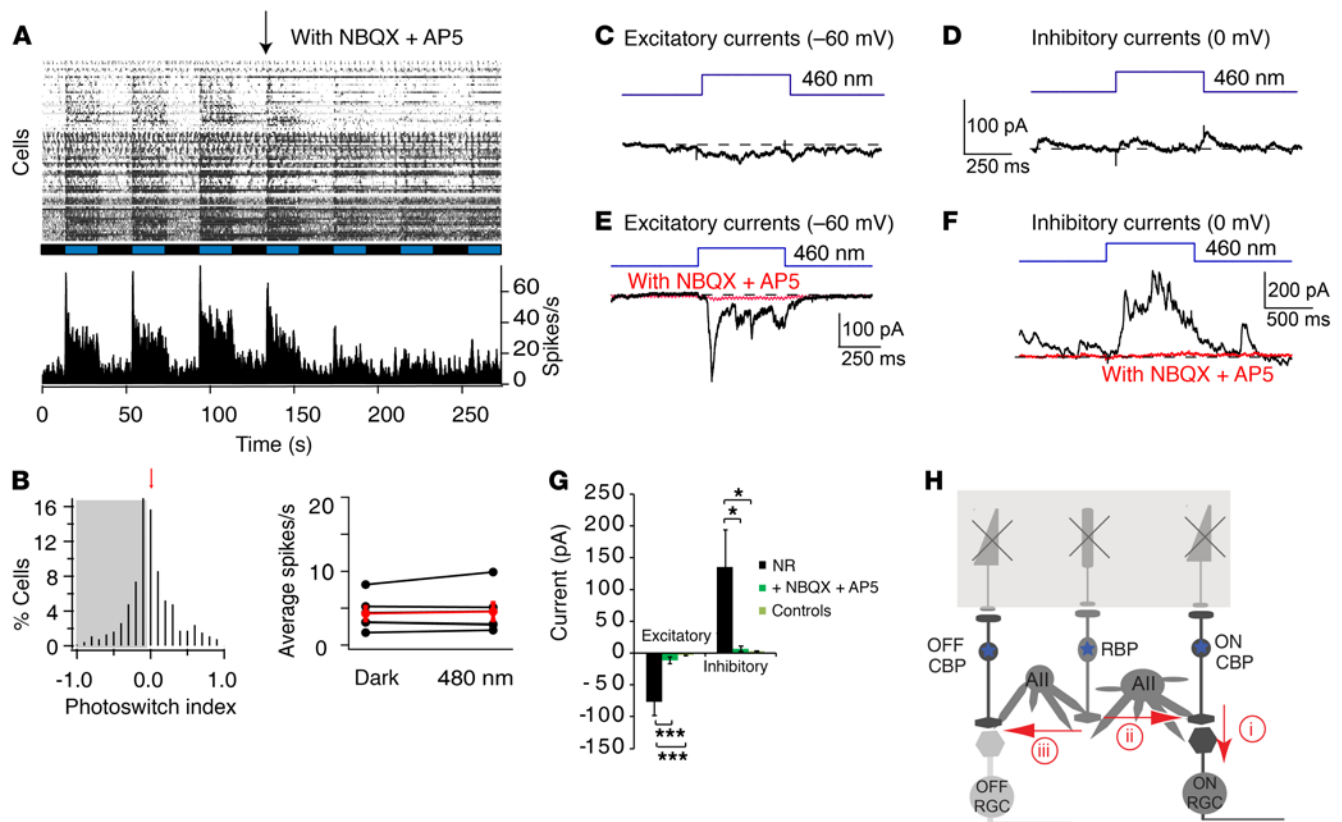 A
With NBQX + AP5
Cells
60
40
20
0
Spikes/s
0 50 100 150 200 250
Time (s)
B
% Cells
16
12
8
4
0
-1.0 0.0 1.0
Photoswitch index
Average spikes/s
20
10
0
Dark 480 nm
C Excitatory currents (–60 mV)
460 nm
D Inhibitory currents (0 mV)
460 nm
100 pA
250 ms
E Excitatory currents (–60 mV)
460 nm
With NBQX + AP5
100 pA
250 ms
F Inhibitory currents (0 mV)
460 nm
200 pA
500 ms
With NBQX + AP5
G
Current (pA)
250
200
150
100
50
0
-50
-100
-150
Excitatory
Inhibitory
*
*
***
***
NR
+ NBQX + AP5
Controls
H
OFF
CBP
RBP
ON
CBP
AII
AII
i
ii
iii
OFF
RGC
ON
RGC